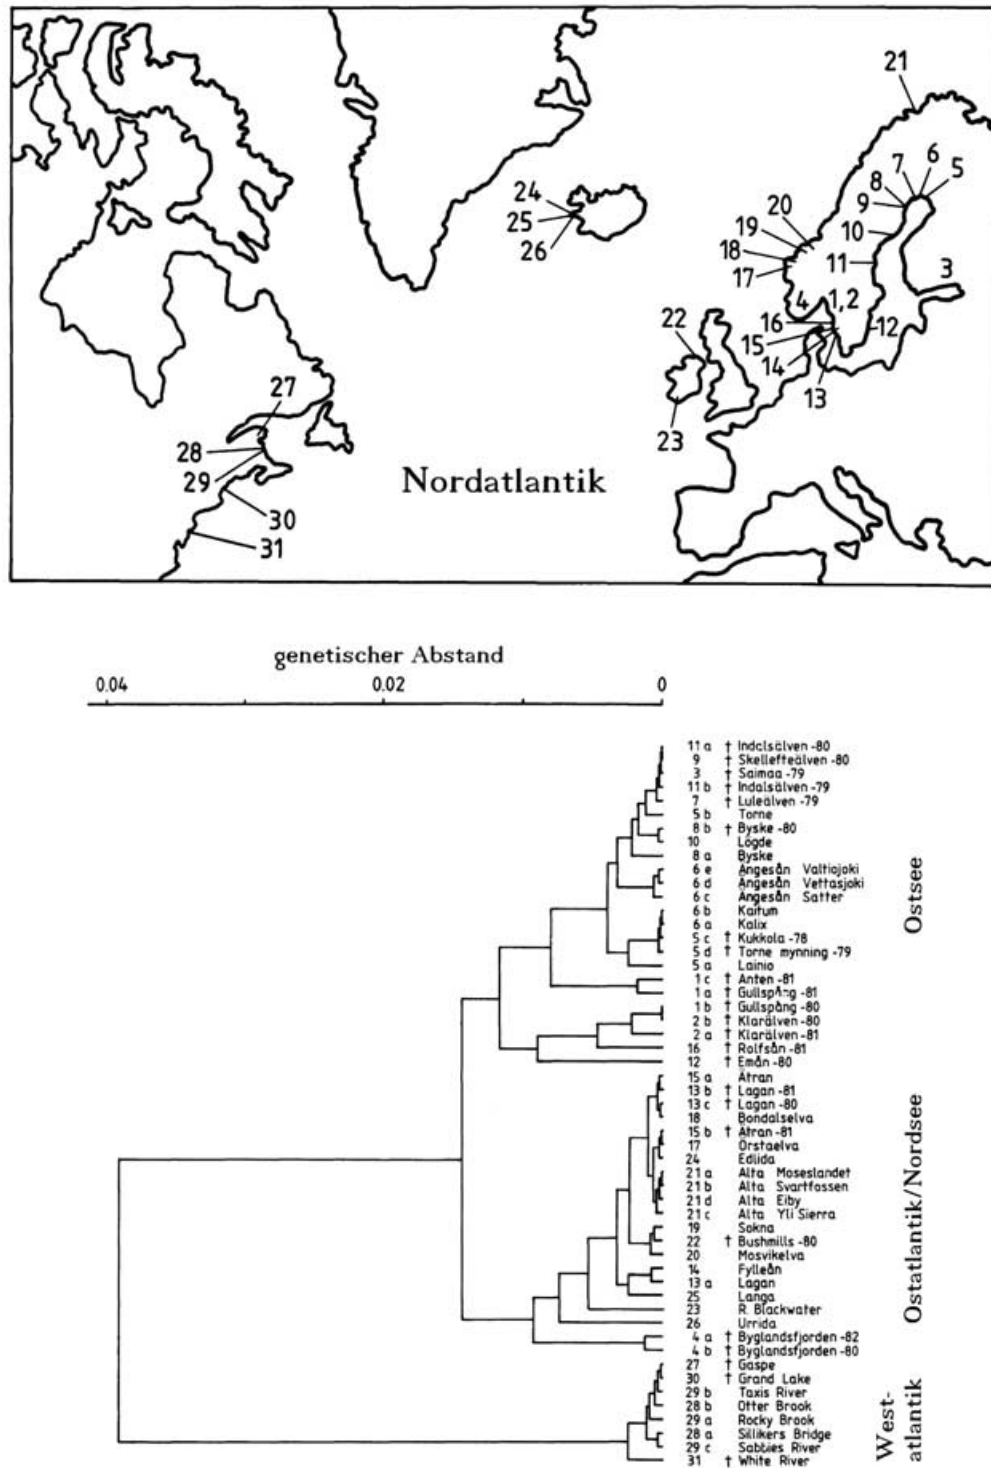 21
7 6
8 5
9
24
20
25
19
10
26
18
11
3
17
4 1,2
16
22
15
12
14
13
27
23
28
29
Nordatlantik
30
31
genetischer Abstand
0.04 0.02 0
11 a † Indalsälven -80
9 † Skellefteälven -80
3 † Saimaa -79
11 b † Indalsälven -79
7 † Luleälven -79
5 b Torne
8 b † Byske -80
10 Lögde
8 a Byske
6 e Ängesån Valtiojoki
6 d Ängesån Vettasjoki
6 c Ängesån Satter
6 b Kaitum
6 a Kalix
5 c † Kukkola -78
5 d † Torne mynning -79
5 a Lainio
1 c † Anten -81
1 a † Gullspång -81
1 b † Gullspång -80
2 b † Klarälven -80
2 a † Klarälven -81
16 † Rolfsån -81
12 † Emån -80
Ostsee
15 a Ätran
13 b † Lagan -81
13 c † Lagan -80
18 Bondalselva
15 b † Ätran -81
17 Örstaelva
24 Edlida
21 a Alta Moseslandet
21 b Alta Svartfossen
21 d Alta Eiby
21 c Alta Yli Sierra
19 Sokna
22 † Bushmills -80
20 Mosvikelva
14 Fylleån
13 a Lagan
25 Langa
23 R. Blackwater
26 Urrida
4 a † Byglandsfjorden -82
4 b † Byglandsfjorden -80
Ostatlantik/Nordsee
27 † Gaspe
30 † Grand Lake
29 b Taxis River
28 b Otter Brook
29 a Rocky Brook
28 a Sillikers Bridge
29 c Sabbies River
31 † White River
West-
atlantik